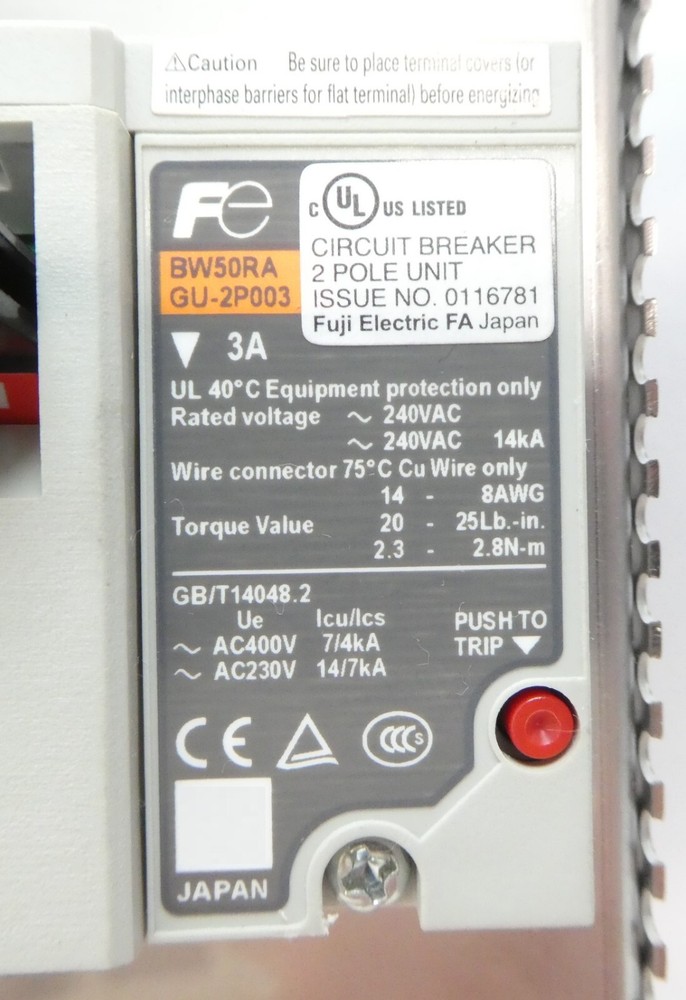 ⚠Caution Be sure to place terminal covers (or
interphase barriers for flat terminal) before energizing.
Fe
C UL US LISTED
CIRCUIT BREAKER
2 POLE UNIT
ISSUE NO. 0116781
Fuji Electric FA Japan
BW50RA
GU-2P003
▼ 3A
UL 40°C Equipment protection only
Rated voltage ~ 240VAC
~ 240VAC 14kA
Wire connector 75°C Cu Wire only
14 - 8AWG
Torque Value 20 - 25Lb.-in.
2.3 - 2.8N-m
GB/T14048.2
Ue Icu/Ics
~ AC400V 7/4kA
~ AC230V 14/7kA
PUSH TO
TRIP ▼
CE CCC S
JAPAN